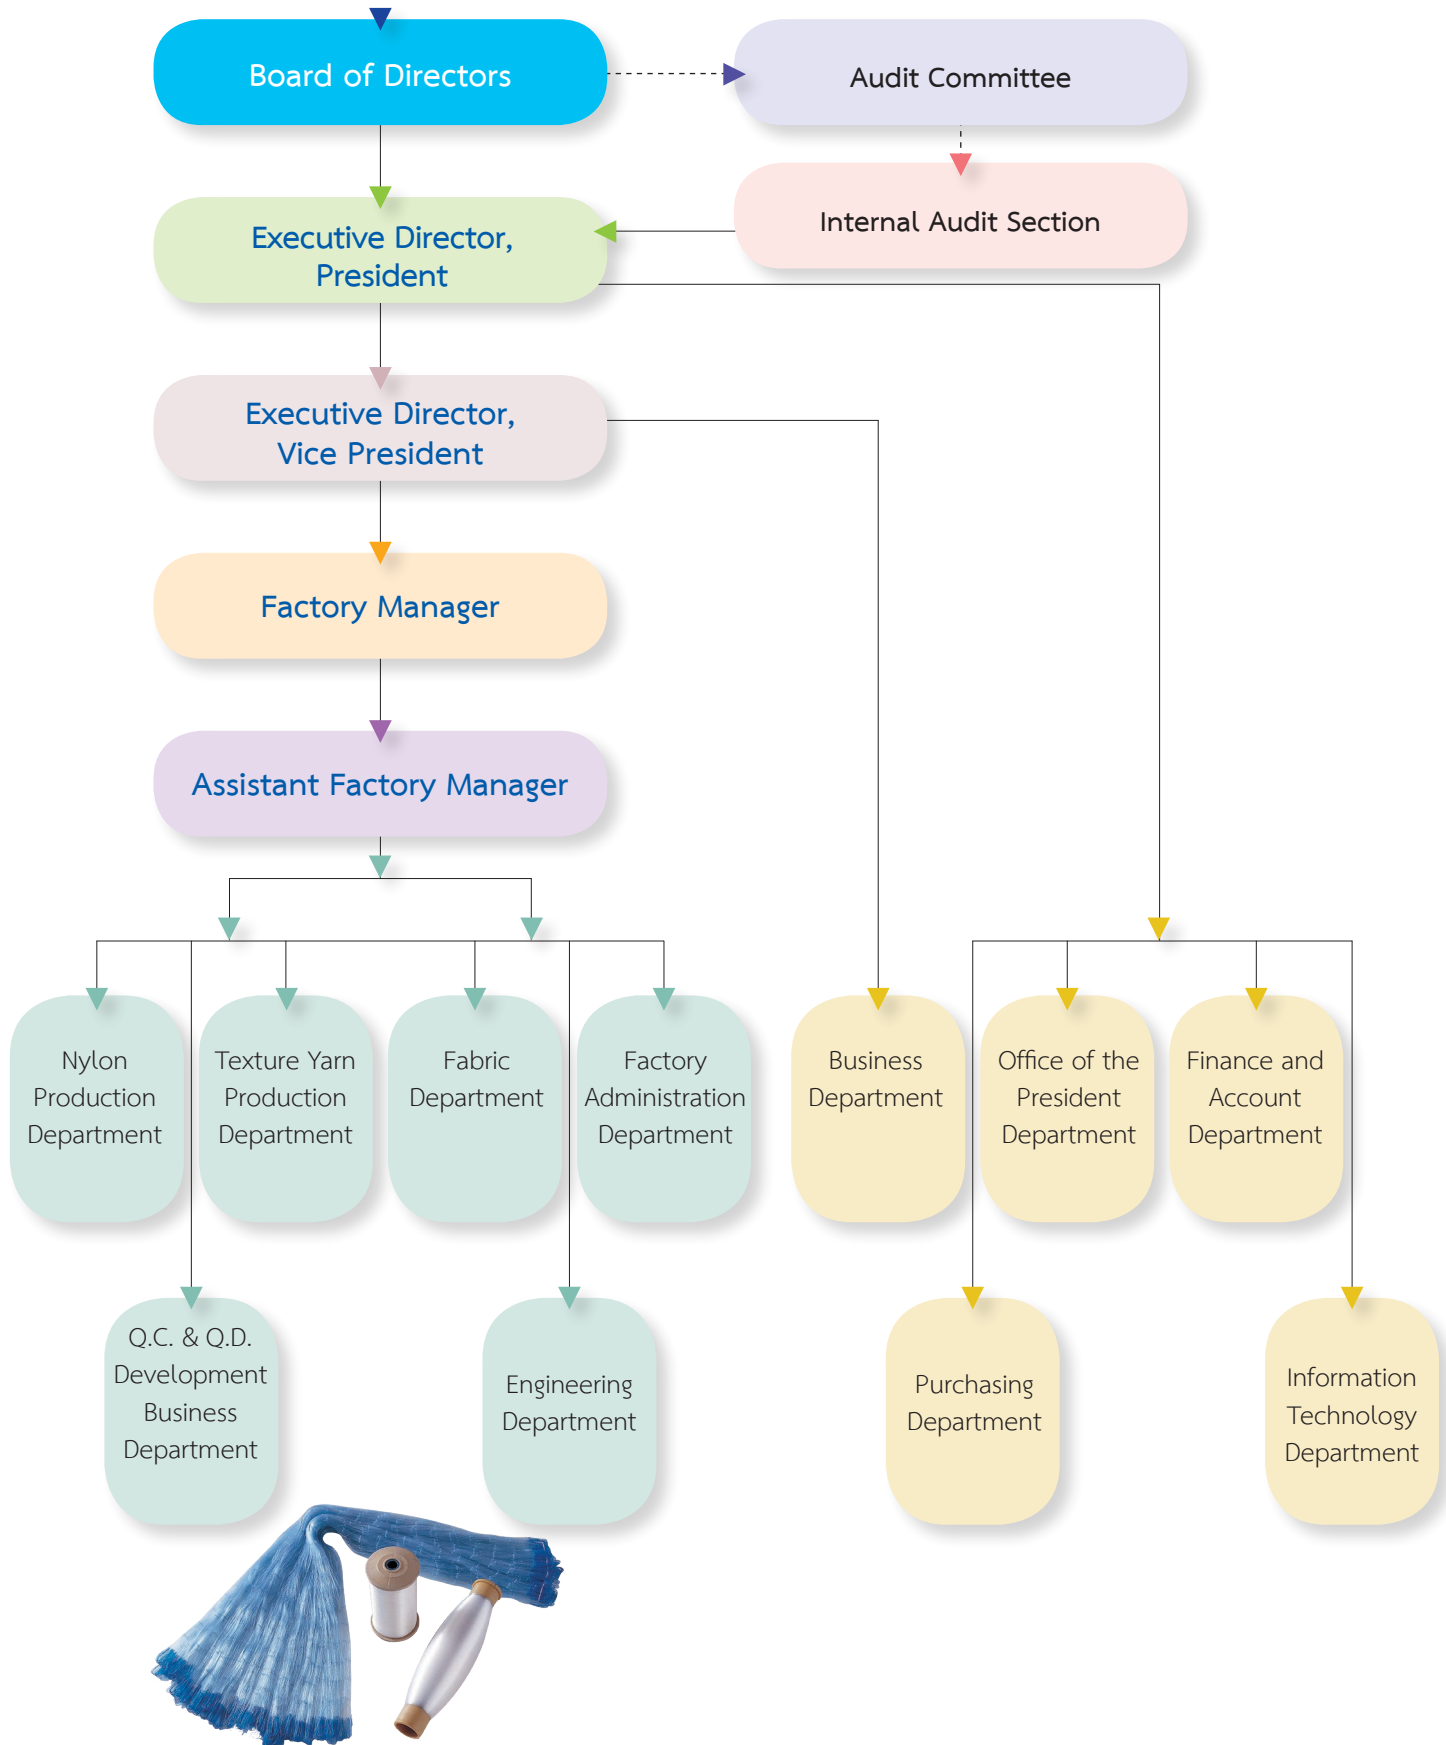 Board of Directors
Audit Committee
Internal Audit Section
Executive Director,
President
Executive Director,
Vice President
Factory Manager
Assistant Factory Manager
Nylon
Production
Department
Texture Yarn
Production
Department
Fabric
Department
Factory
Administration
Department
Business
Department
Office of the
President
Department
Finance and
Account
Department
Q.C. & Q.D.
Development
Business
Department
Engineering
Department
Purchasing
Department
Information
Technology
Department